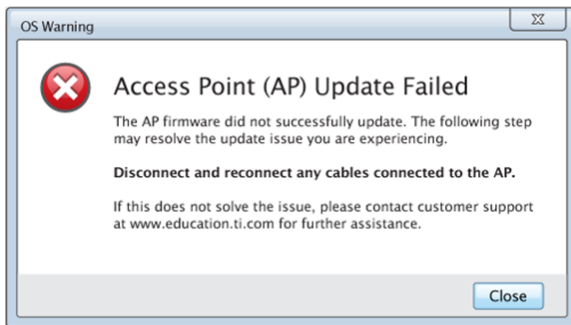 OS Warning
Access Point (AP) Update Failed
The AP firmware did not successfully update. The following step
may resolve the update issue you are experiencing.
Disconnect and reconnect any cables connected to the AP.
If this does not solve the issue, please contact customer support
at www.education.ti.com for further assistance.
Close